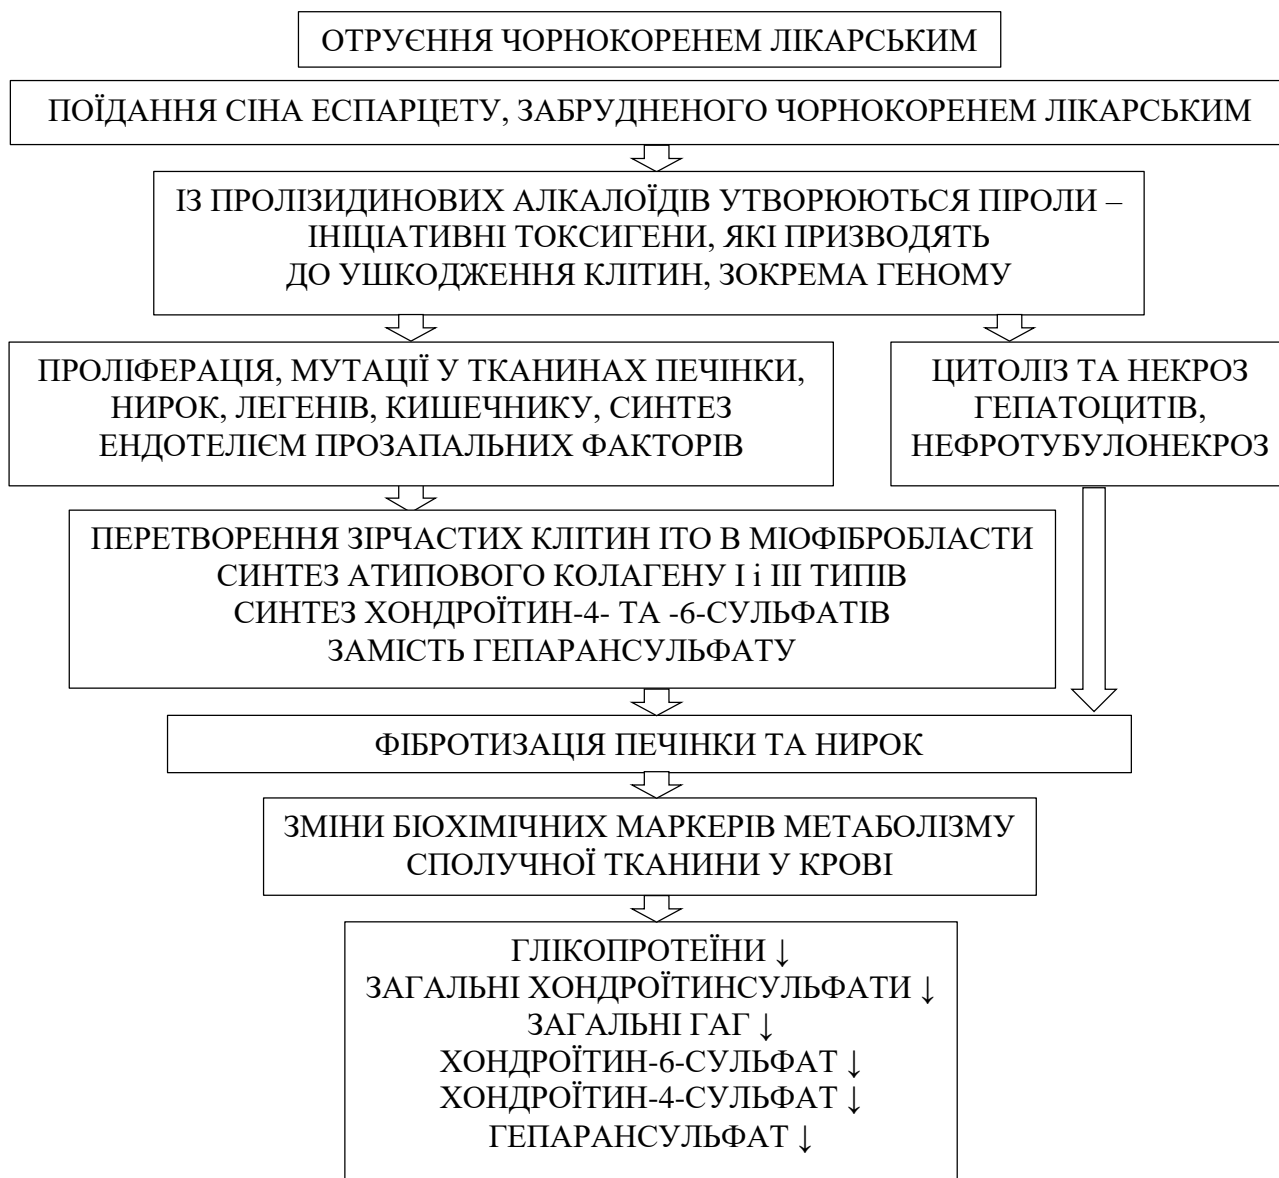 ОТРУЄННЯ ЧОРНОКОРЕНЕМ ЛІКАРСЬКИМ
ПОЇДАННЯ СІНА ЕСПАРЦЕТУ, ЗАБРУДНЕНОГО ЧОРНОКОРЕНЕМ ЛІКАРСЬКИМ
ІЗ ПРОЛІЗИДИНОВИХ АЛКАЛОЇДІВ УТВОРЮЮТЬСЯ ПІРОЛИ –
ІНІЦІАТИВНІ ТОКСИГЕНИ, ЯКІ ПРИЗВОДЯТЬ
ДО УШКОДЖЕННЯ КЛІТИН, ЗОКРЕМА ГЕНОМУ
ПРОЛІФЕРАЦІЯ, МУТАЦІЇ У ТКАНИНАХ ПЕЧІНКИ,
НИРОК, ЛЕГЕНІВ, КИШЕЧНИКУ, СИНТЕЗ
ЕНДОТЕЛІЄМ ПРОЗАПАЛЬНИХ ФАКТОРІВ
ЦИТОЛІЗ ТА НЕКРОЗ
ГЕПАТОЦИТІВ,
НЕФРОТУБУЛОНЕКРОЗ
ПЕРЕТВОРЕННЯ ЗІРЧАСТИХ КЛІТИН ІТО В МІОФІБРОБЛАСТИ
СИНТЕЗ АТИПОВОГО КОЛАГЕНУ І і ІІІ ТИПІВ
СИНТЕЗ ХОНДРОЇТИН-4- ТА -6-СУЛЬФАТІВ
ЗАМІСТЬ ГЕПАРАНСУЛЬФАТУ
ФІБРОТИЗАЦІЯ ПЕЧІНКИ ТА НИРОК
ЗМІНИ БІОХІМІЧНИХ МАРКЕРІВ МЕТАБОЛІЗМУ
СПОЛУЧНОЇ ТКАНИНИ У КРОВІ
ГЛІКОПРОТЕЇНИ ↓
ЗАГАЛЬНІ ХОНДРОЇТИНСУЛЬФАТИ ↓
ЗАГАЛЬНІ ГАГ ↓
ХОНДРОЇТИН-6-СУЛЬФАТ ↓
ХОНДРОЇТИН-4-СУЛЬФАТ ↓
ГЕПАРАНСУЛЬФАТ ↓